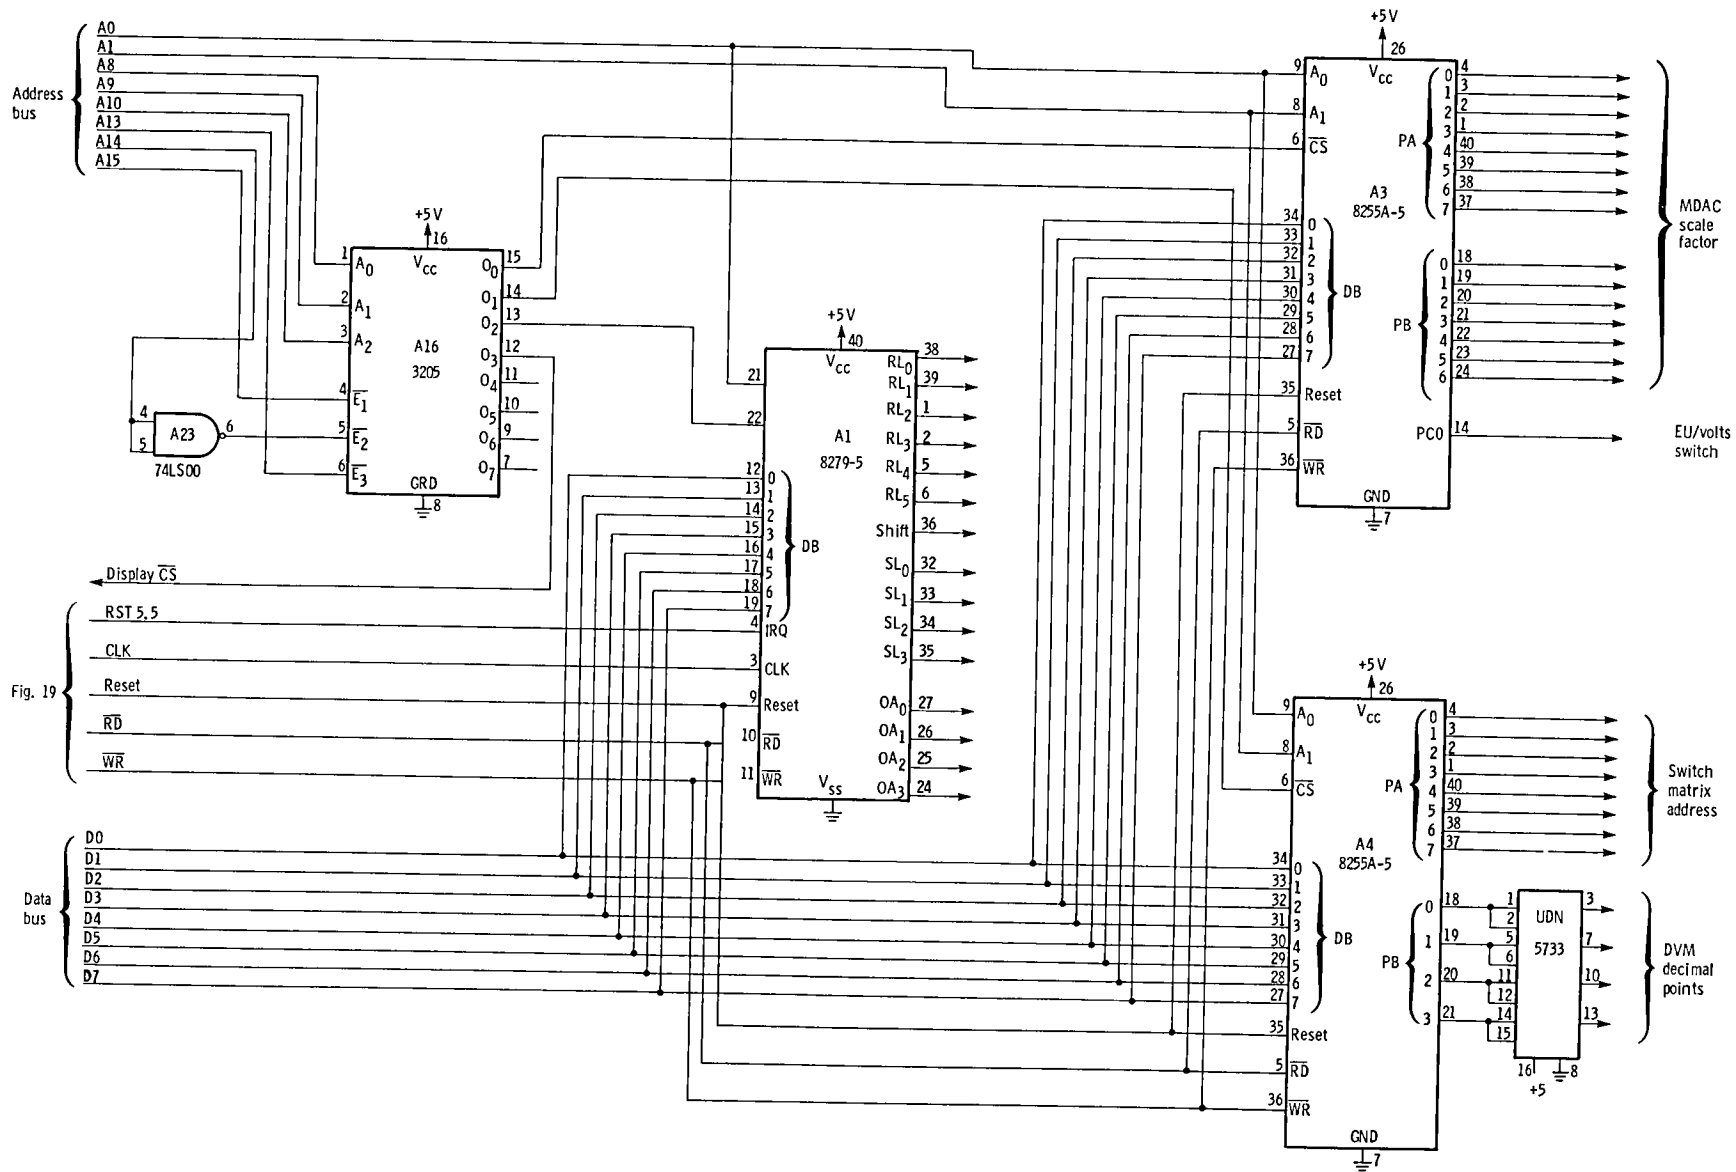 Address
bus
A0
A1
A8
A9
A10
A13
A14
A15
4
5
A23
6
74LS00
+5 V
16
VCC
1 A0
2 A1
3 A2
4 E1
5 E2
6 E3
A16
3205
O0 15
O1 14
O2 13
O3 12
O4 11
O5 10
O6 9
O7 7
GRD
8
Display CS
Fig. 19
RST 5.5
CLK
Reset
RD
WR
Data
bus
D0
D1
D2
D3
D4
D5
D6
D7
+5 V
40
VCC
21
22
A1
8279-5
12 0
13 1
14 2
15 3
16 4
17 5
18 6
19 7
DB
4 IRQ
3 CLK
9 Reset
10 RD
11 WR
VSS
RL0 38
RL1 39
RL2 1
RL3 2
RL4 5
RL5 6
Shift 36
SL0 32
SL1 33
SL2 34
SL3 35
OA0 27
OA1 26
OA2 25
OA3 24
+5 V
26
VCC
9 A0
8 A1
6 CS
A3
8255A-5
34 0
33 1
32 2
31 3
30 4
29 5
28 6
27 7
DB
35 Reset
5 RD
36 WR
GND
7
PA
0 4
1 3
2 2
3 1
4 40
5 39
6 38
7 37
PB
0 18
1 19
2 20
3 21
4 22
5 23
6 24
PC0 14
MDAC
scale
factor
EU/volts
switch
+5 V
26
VCC
9 A0
8 A1
6 CS
A4
8255A-5
34 0
33 1
32 2
31 3
30 4
29 5
28 6
27 7
DB
35 Reset
5 RD
36 WR
GND
7
PA
0 4
1 3
2 2
3 1
4 40
5 39
6 38
7 37
Switch
matrix
address
PB
0 18
1 19
2 20
3 21
1
2
5
6
11
12
14
15
UDN
5733
3
7
10
13
16
+5
8
DVM
decimal
points